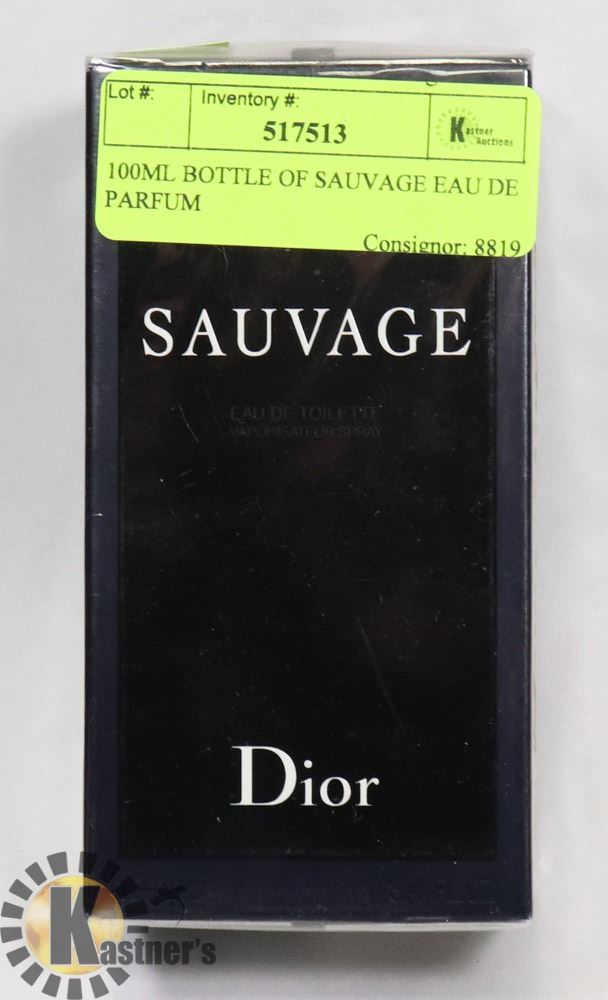 Lot #:
Inventory #:
517513
Kastner
Auctions
100ML BOTTLE OF SAUVAGE EAU DE
PARFUM
Consignor: 8819
SAUVAGE
EAU DE TOILETTE
VAPORISATEUR SPRAY
Dior
Kastner's